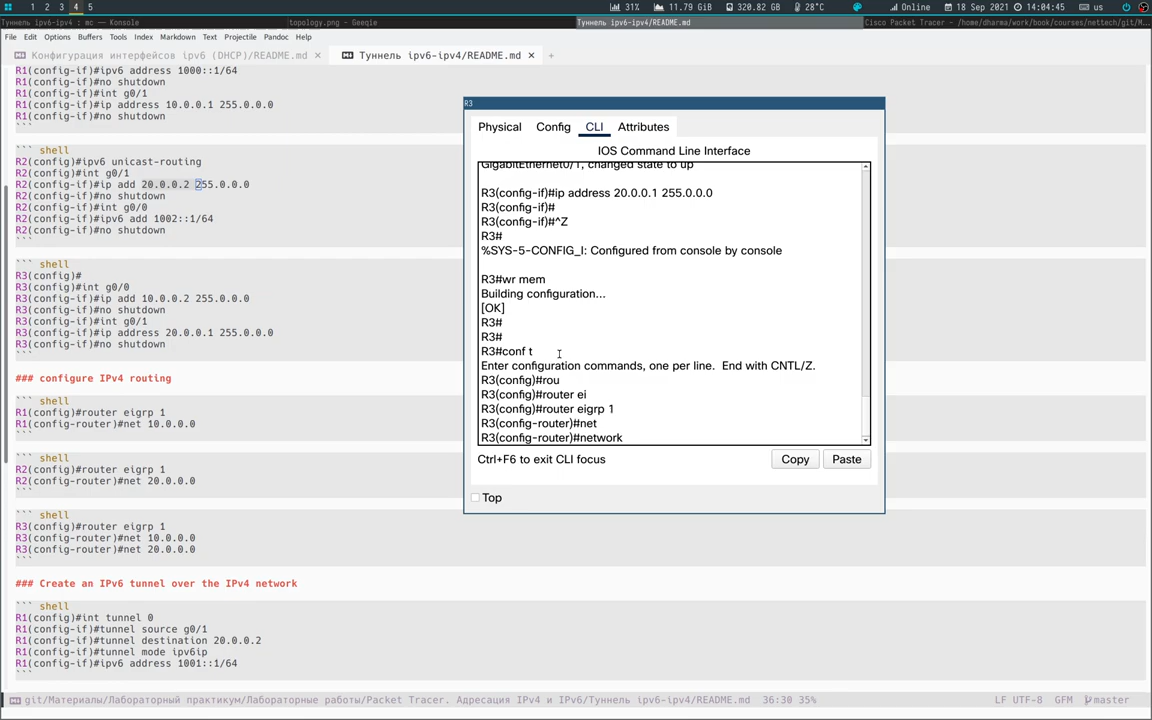 1 2 3 4 5 31% 11.79 GiB 320.82 GB 28°C Online 18 Sep 2021 14:04:45 us
Туннель ipv6-ipv4 : mc — Konsole topology.png - Geeqie Туннель ipv6-ipv4/README.md Cisco Packet Tracer - /home/dharma/work/book/courses/nettech/git/М...
File Edit Options Buffers Tools Index Markdown Text Projectile Pandoc Help
Конфигурация интерфейсов ipv6 (DHCP)/README.md × Туннель ipv6-ipv4/README.md × +
R1(config-if)#ipv6 address 1000::1/64
R1(config-if)#no shutdown
R1(config-if)#int g0/1
R1(config-if)#ip address 10.0.0.1 255.0.0.0
R1(config-if)#no shutdown
```
``` shell
R2(config)#ipv6 unicast-routing
R2(config)#int g0/1
R2(config-if)#ip add 20.0.0.2 255.0.0.0
R2(config-if)#no shutdown
R2(config-if)#int g0/0
R2(config-if)#ipv6 add 1002::1/64
R2(config-if)#no shutdown
```
``` shell
R3(config)#
R3(config)#int g0/0
R3(config-if)#ip add 10.0.0.2 255.0.0.0
R3(config-if)#no shutdown
R3(config-if)#int g0/1
R3(config-if)#ip address 20.0.0.1 255.0.0.0
R3(config-if)#no shutdown
```
### configure IPv4 routing
``` shell
R1(config)#router eigrp 1
R1(config-router)#net 10.0.0.0
```
``` shell
R2(config)#router eigrp 1
R2(config-router)#net 20.0.0.0
```
``` shell
R3(config)#router eigrp 1
R3(config-router)#net 10.0.0.0
R3(config-router)#net 20.0.0.0
```
### Create an IPv6 tunnel over the IPv4 network
``` shell
R1(config)#int tunnel 0
R1(config-if)#tunnel source g0/1
R1(config-if)#tunnel destination 20.0.0.2
R1(config-if)#tunnel mode ipv6ip
R1(config-if)#ipv6 address 1001::1/64
```
git/Материалы/Лабораторный практикум/Лабораторные работы/Packet Tracer. Адресация IPv4 и IPv6/Туннель ipv6-ipv4/README.md 36:30 35% LF UTF-8 GFM master
R3
Physical Config CLI Attributes
IOS Command Line Interface
GigabitEthernet0/1, changed state to up
R3(config-if)#ip address 20.0.0.1 255.0.0.0
R3(config-if)#
R3(config-if)#^Z
R3#
%SYS-5-CONFIG_I: Configured from console by console
R3#wr mem
Building configuration...
[OK]
R3#
R3#
R3#conf t
Enter configuration commands, one per line. End with CNTL/Z.
R3(config)#rou
R3(config)#router ei
R3(config)#router eigrp 1
R3(config-router)#net
R3(config-router)#network
Ctrl+F6 to exit CLI focus
Copy Paste
Top